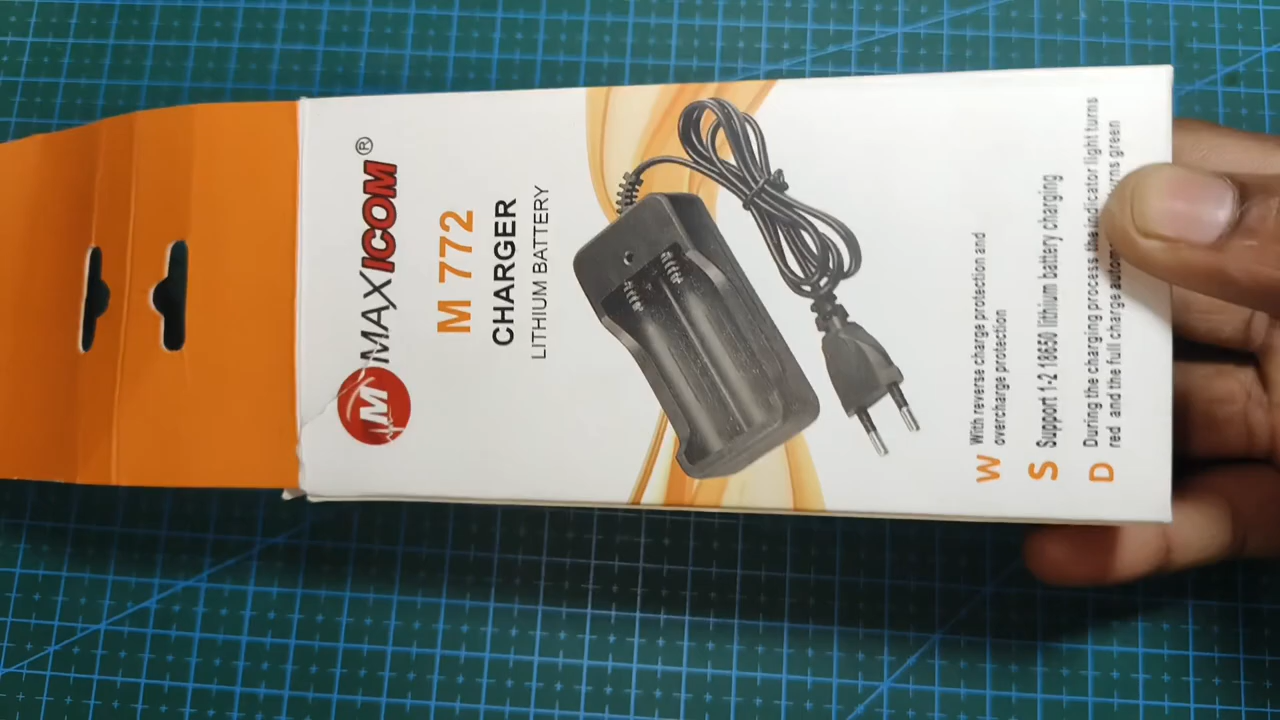 MAXICOM®
M 772
CHARGER
LITHIUM BATTERY
W With reverse charge protection and
overcharge protection
S Support 1-2 18650 lithium battery charging
D During the charging process the indicator light turns
red and the full charge green